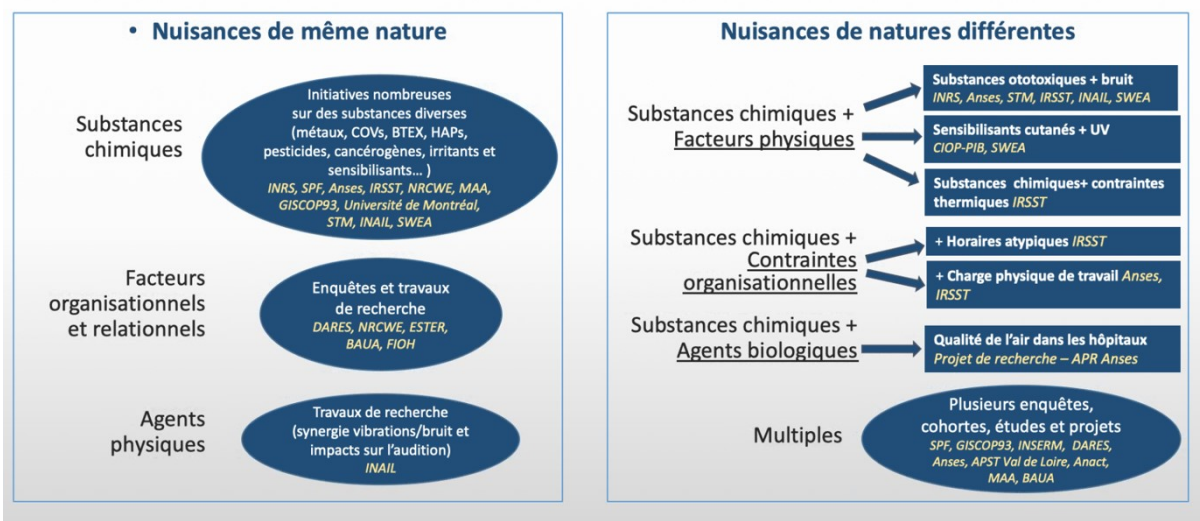 • Nuisances de même nature
Substances
chimiques
Initiatives nombreuses
sur des substances diverses
(métaux, COVs, BTEX, HAPs,
pesticides, cancérogènes, irritants et
sensibilisants… )
INRS, SPF, Anses, IRSST, NRCWE, MAA,
GISCOP93, Université de Montréal,
STM, INAIL, SWEA
Facteurs
organisationnels
et relationnels
Enquêtes et travaux
de recherche
DARES, NRCWE, ESTER,
BAUA, FIOH
Agents
physiques
Travaux de recherche
(synergie vibrations/bruit et
impacts sur l'audition)
INAIL
Nuisances de natures différentes
Substances chimiques +
Facteurs physiques
Substances ototoxiques + bruit
INRS, Anses, STM, IRSST, INAIL, SWEA
Sensibilisants cutanés + UV
CIOP-PIB, SWEA
Substances chimiques+ contraintes
thermiques IRSST
Substances chimiques +
Contraintes
organisationnelles
+ Horaires atypiques IRSST
+ Charge physique de travail Anses,
IRSST
Substances chimiques +
Agents biologiques
Qualité de l'air dans les hôpitaux
Projet de recherche – APR Anses
Multiples
Plusieurs enquêtes,
cohortes, études et projets
SPF, GISCOP93, INSERM, DARES,
Anses, APST Val de Loire, Anact,
MAA, BAUA